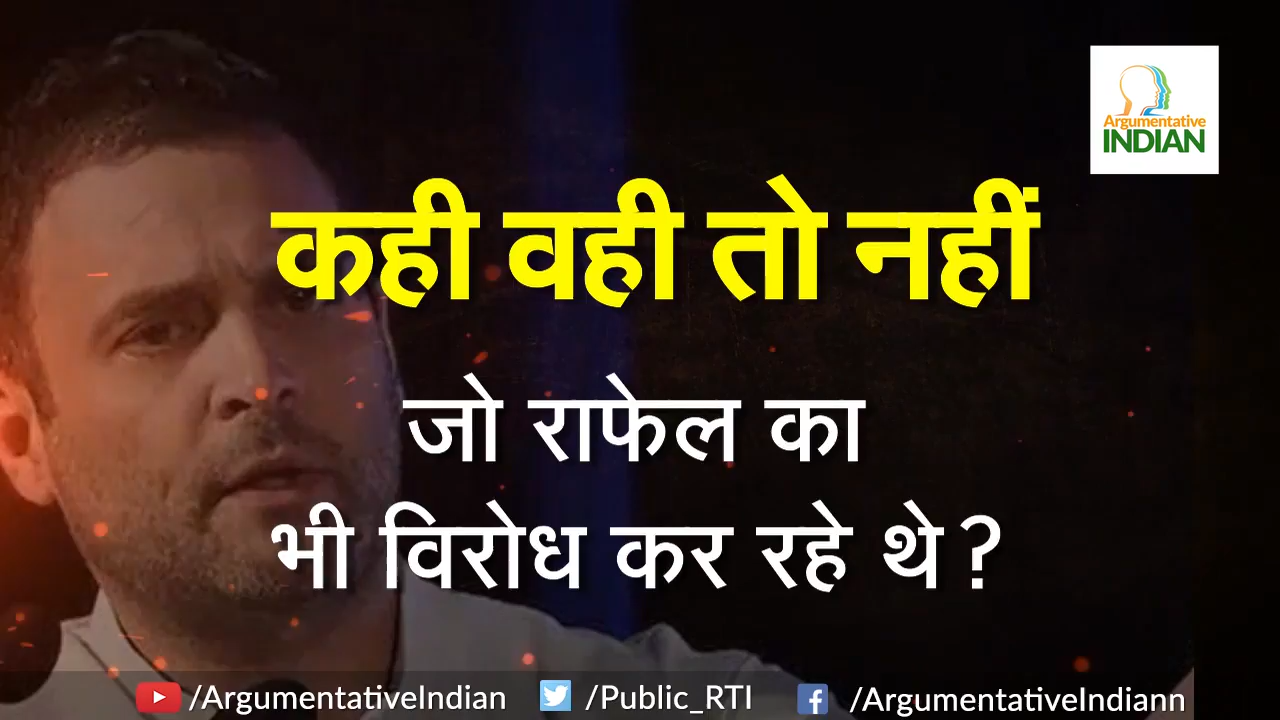 Argumentative
INDIAN
कही वही तो नहीं
जो राफेल का
भी विरोध कर रहे थे?
/ArgumentativeIndian /Public_RTI /ArgumentativeIndiann